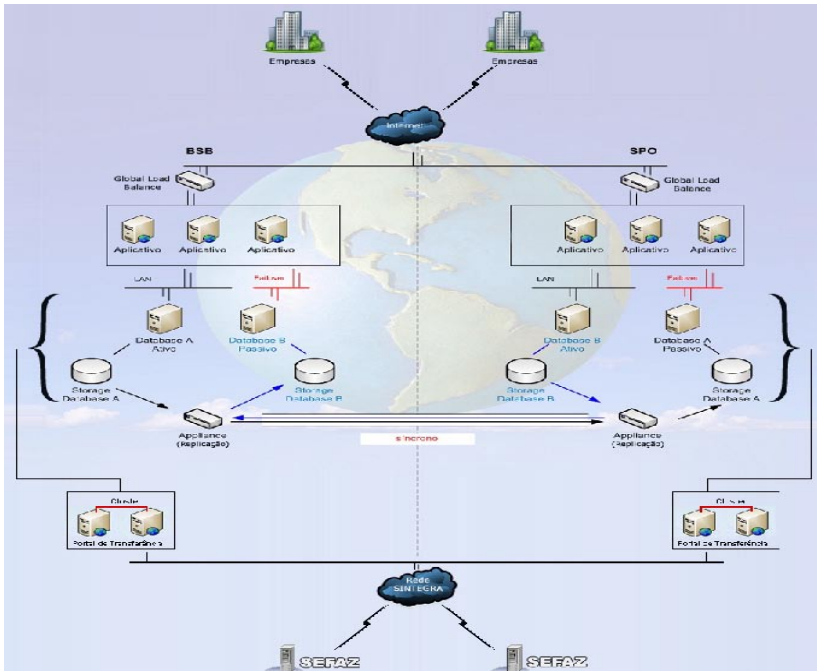 Empresas
Empresas
Internet
BSB
SPO
Global Load
Balance
Global Load
Balance
Aplicativo
Aplicativo
Aplicativo
Aplicativo
Aplicativo
Aplicativo
LAN
Failover
LAN
Failover
Database A
Ativo
Database B
Passivo
Database B
Ativo
Database A
Passivo
Storage
Database A
Storage
Database B
Storage
Database B
Storage
Database A
Appliance
(Replicação)
síncrono
Appliance
(Replicação)
Cluster
Portal de Transferência
Cluster
Portal de Transferência
Rede
SINTEGRA
SEFAZ
SEFAZ